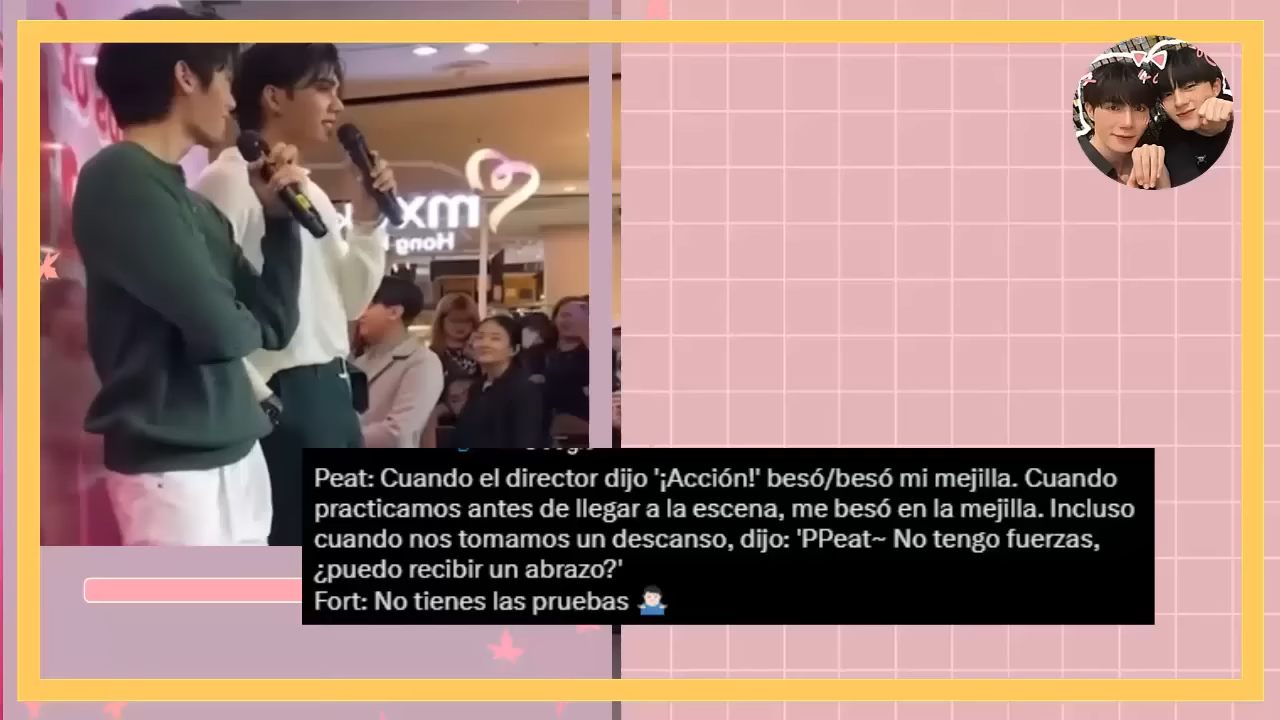 Peat: Cuando el director dijo '¡Acción!' besó/besó mi mejilla. Cuando
practicamos antes de llegar a la escena, me besó en la mejilla. Incluso
cuando nos tomamos un descanso, dijo: 'PPeat~ No tengo fuerzas,
¿puedo recibir un abrazo?'
Fort: No tienes las pruebas 🤷🏻‍♂️